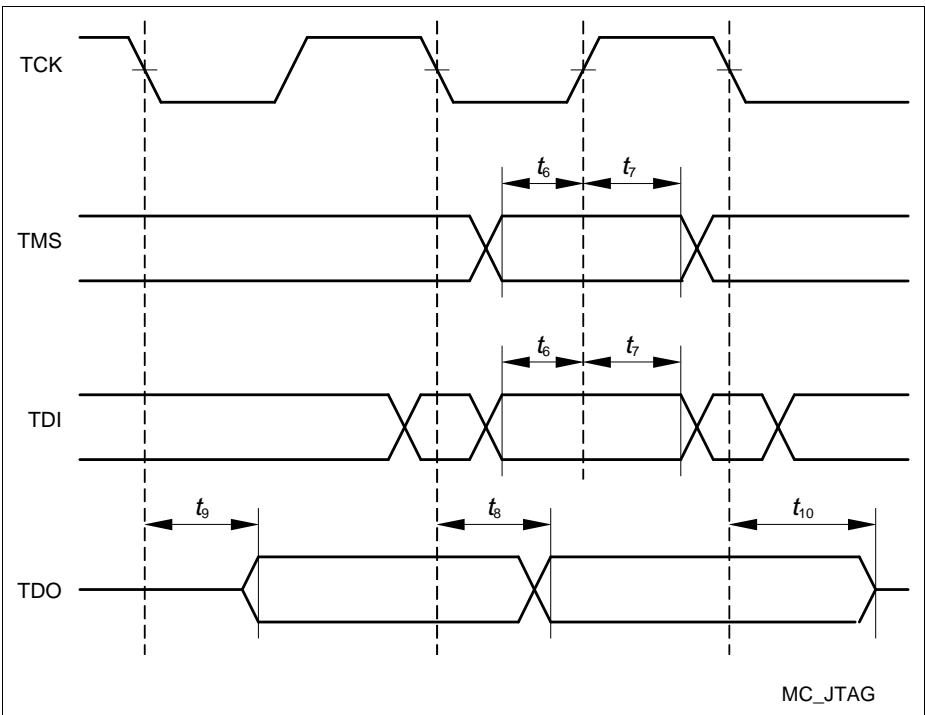 TCK
t6 t7
TMS
t6 t7
TDI
t9 t8 t10
TDO
MC_JTAG